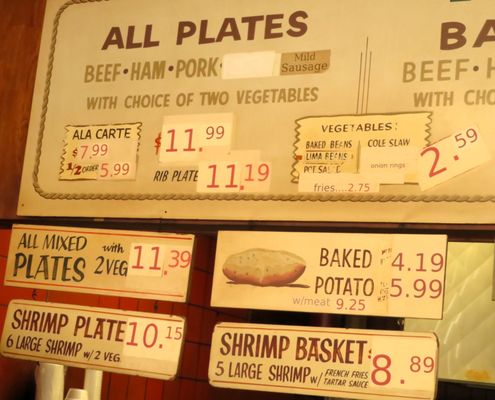 ALL PLATES
BEEF • HAM • PORK Mild Sausage
WITH CHOICE OF TWO VEGETABLES
ALA CARTE
$7.99
1/2 ORDER 5.99
$11.99
RIB PLATE 11.19
VEGETABLES:
BAKED BEANS COLE SLAW
LIMA BEANS onion rings
POT SALAD
fries....2.75
BA
BEEF • H
WITH CHO
2.59
ALL MIXED with
PLATES 2 VEG 11.39
BAKED 4.19
POTATO 5.99
w/meat 9.25
SHRIMP PLATE 10.15
6 LARGE SHRIMP w/ 2 VEG
SHRIMP BASKET: 8.89
5 LARGE SHRIMP w/ FRENCH FRIES
TARTAR SAUCE